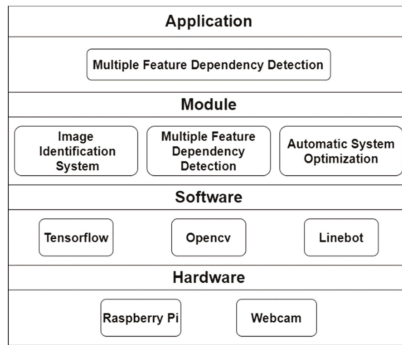 Application
Multiple Feature Dependency Detection
Module
Image
Identification
System
Multiple Feature
Dependency
Detection
Automatic System
Optimization
Software
Tensorflow
Opencv
Linebot
Hardware
Raspberry Pi
Webcam